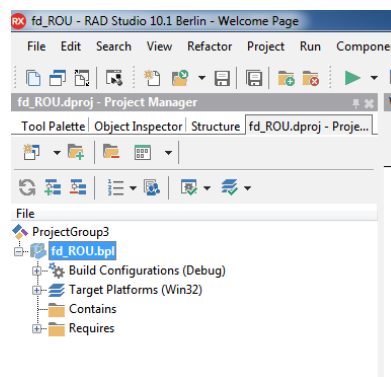 RX fd_ROU - RAD Studio 10.1 Berlin - Welcome Page
File Edit Search View Refactor Project Run Compone
fd_ROU.dproj - Project Manager
Tool Palette Object Inspector Structure fd_ROU.dproj - Proje...
File
ProjectGroup3
fd_ROU.bpl
Build Configurations (Debug)
Target Platforms (Win32)
Contains
Requires